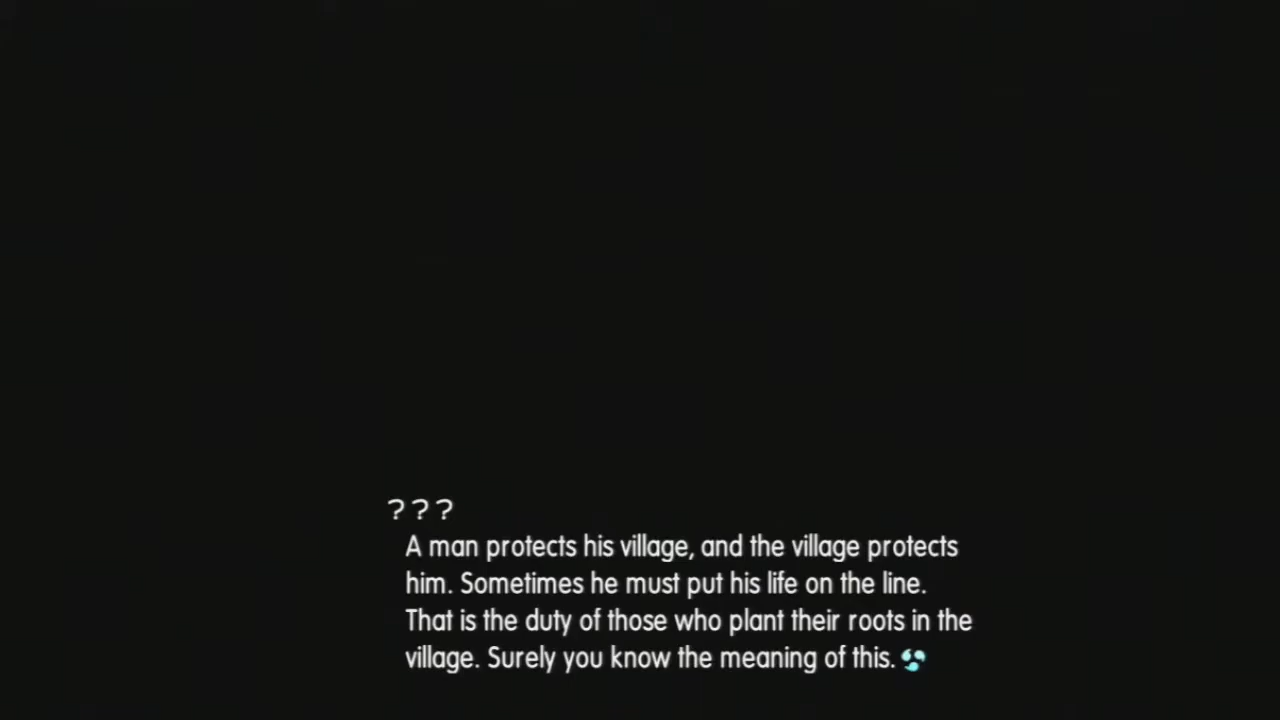 ? ? ?
A man protects his village, and the village protects
him. Sometimes he must put his life on the line.
That is the duty of those who plant their roots in the
village. Surely you know the meaning of this.